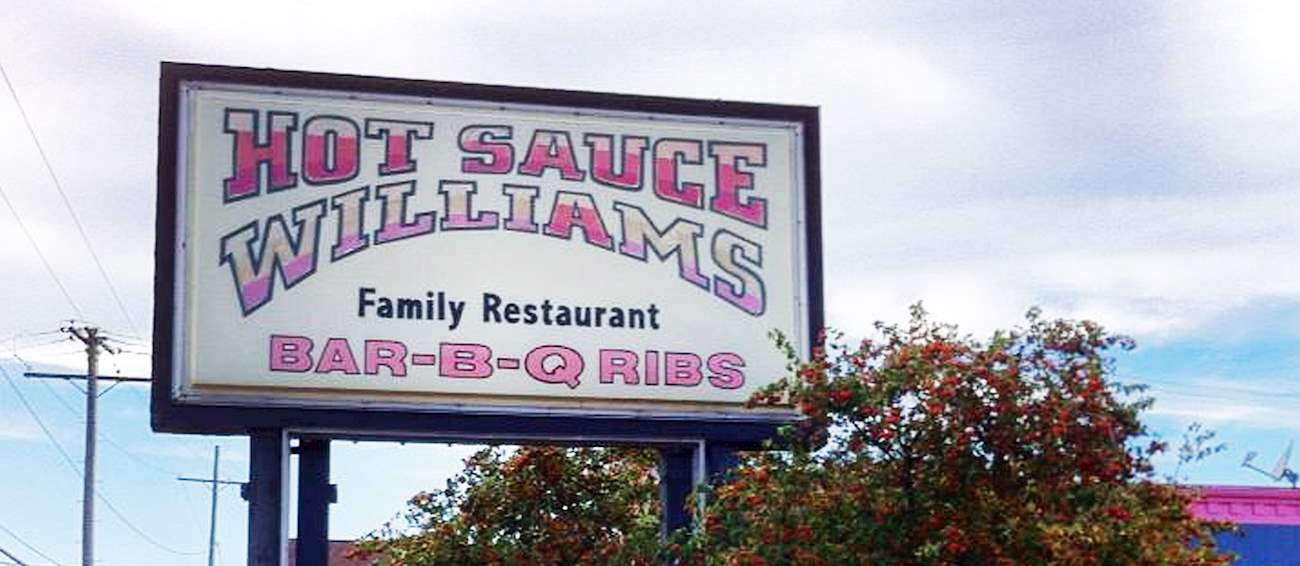 HOT SAUCE
WILLIAMS
Family Restaurant
BAR-B-Q RIBS